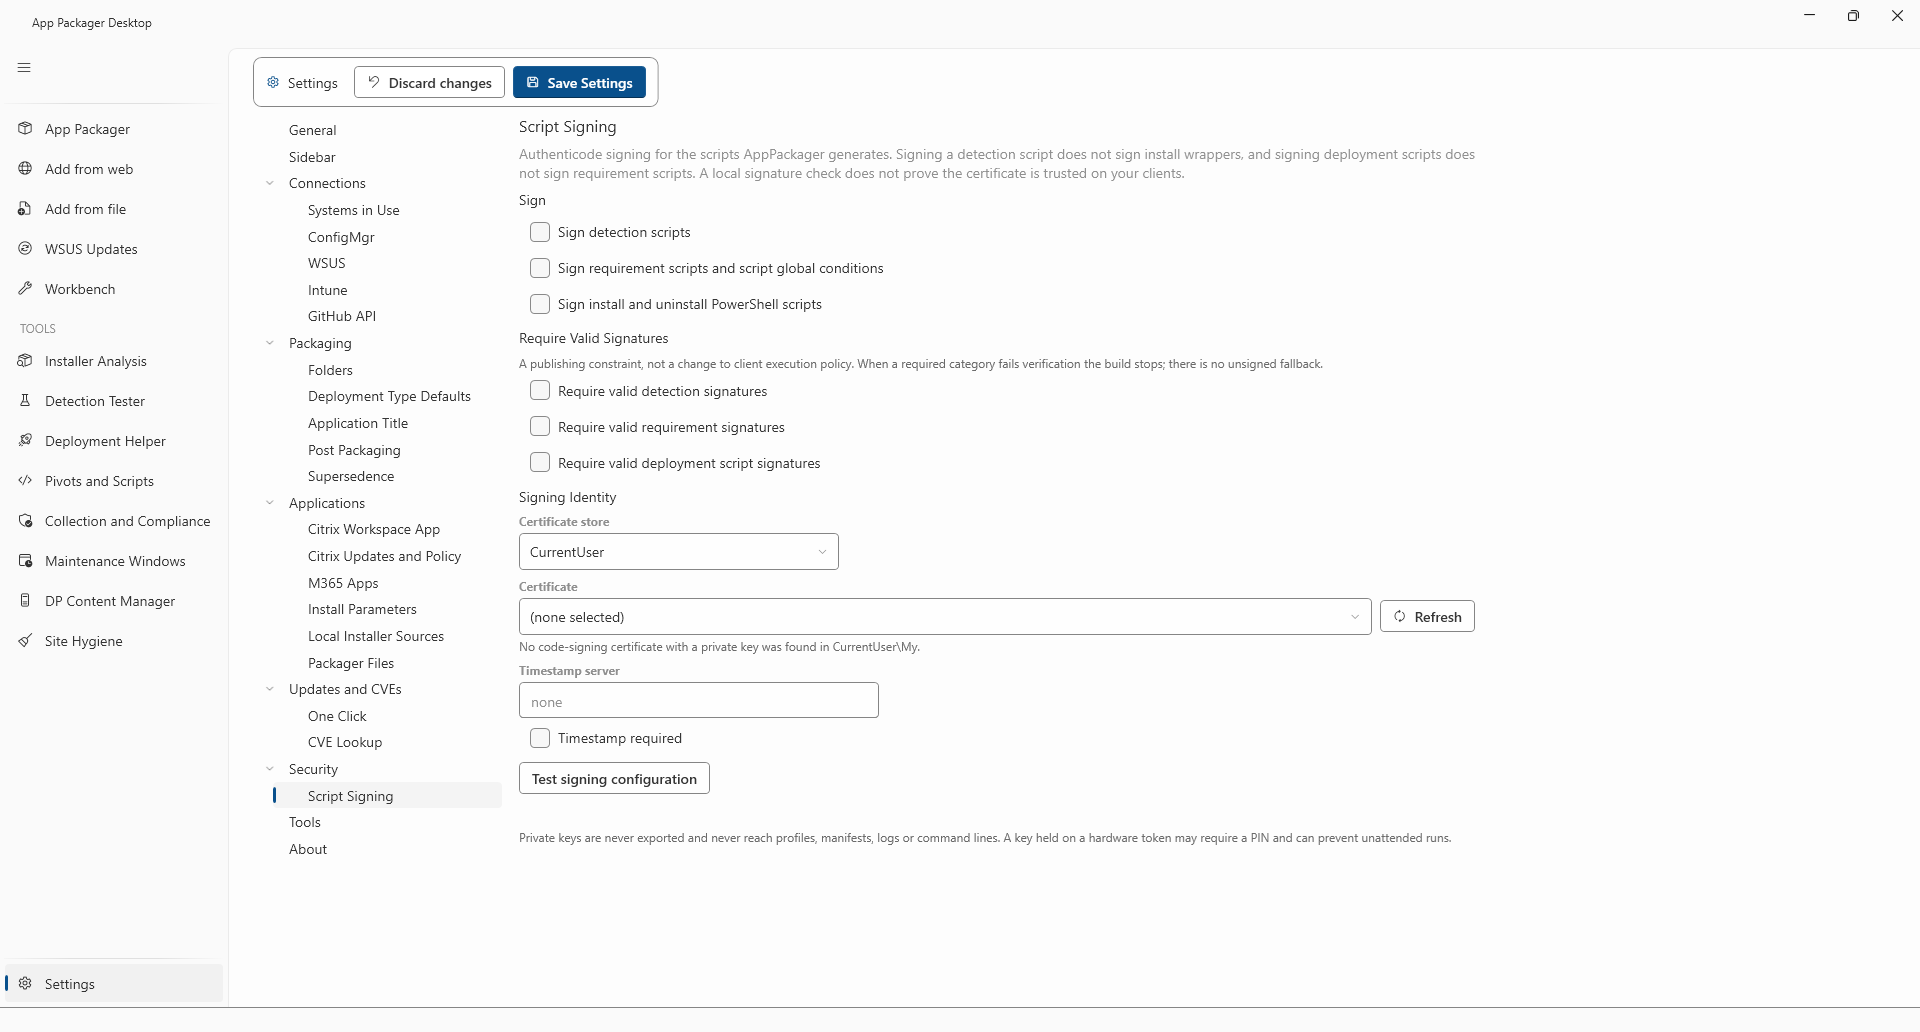 App Packager Desktop
App Packager
Add from web
Add from file
WSUS Updates
Workbench
TOOLS
Installer Analysis
Detection Tester
Deployment Helper
Pivots and Scripts
Collection and Compliance
Maintenance Windows
DP Content Manager
Site Hygiene
Settings
Settings
Discard changes
Save Settings
General
Sidebar
Connections
Systems in Use
ConfigMgr
WSUS
Intune
GitHub API
Packaging
Folders
Deployment Type Defaults
Application Title
Post Packaging
Supersedence
Applications
Citrix Workspace App
Citrix Updates and Policy
M365 Apps
Install Parameters
Local Installer Sources
Packager Files
Updates and CVEs
One Click
CVE Lookup
Security
Script Signing
Tools
About
Script Signing
Authenticode signing for the scripts AppPackager generates. Signing a detection script does not sign install wrappers, and signing deployment scripts does
not sign requirement scripts. A local signature check does not prove the certificate is trusted on your clients.
Sign
Sign detection scripts
Sign requirement scripts and script global conditions
Sign install and uninstall PowerShell scripts
Require Valid Signatures
A publishing constraint, not a change to client execution policy. When a required category fails verification the build stops; there is no unsigned fallback.
Require valid detection signatures
Require valid requirement signatures
Require valid deployment script signatures
Signing Identity
Certificate store
CurrentUser
Certificate
(none selected)
Refresh
No code-signing certificate with a private key was found in CurrentUser\My.
Timestamp server
none
Timestamp required
Test signing configuration
Private keys are never exported and never reach profiles, manifests, logs or command lines. A key held on a hardware token may require a PIN and can prevent unattended runs.